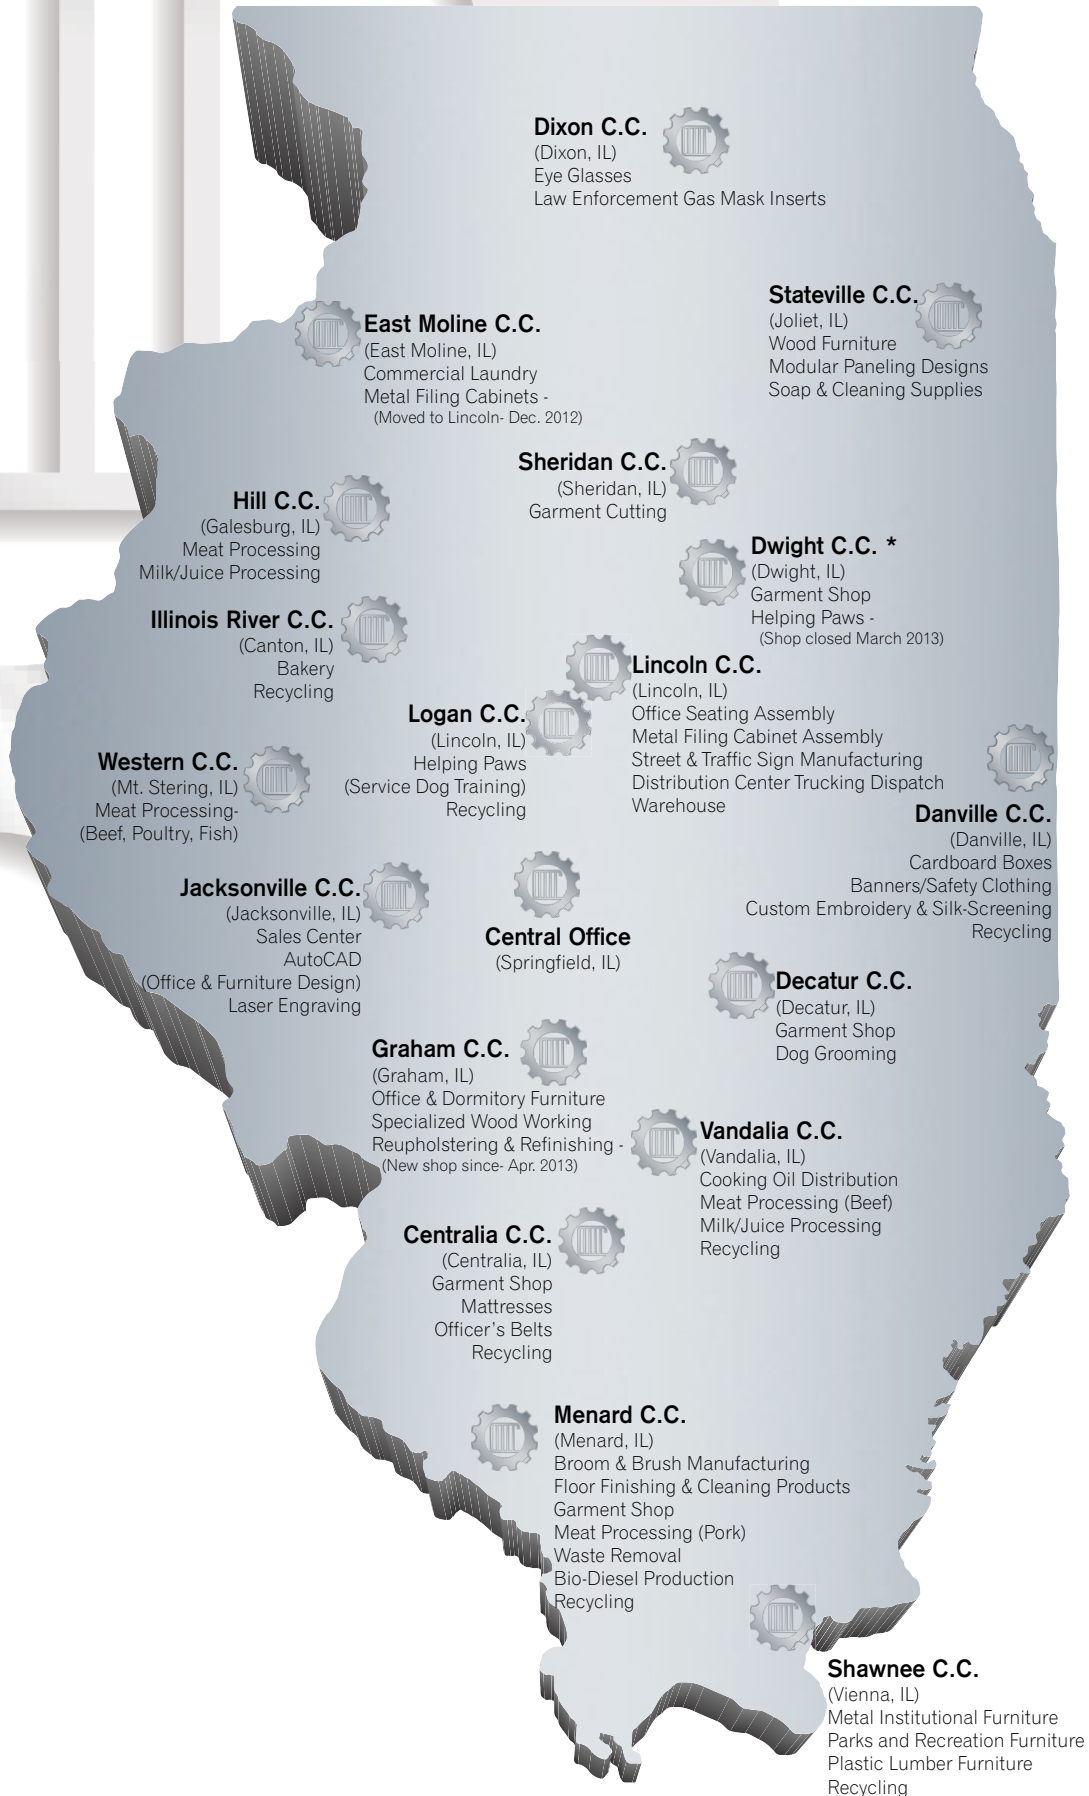 Dixon C.C.
(Dixon, IL)
Eye Glasses
Law Enforcement Gas Mask Inserts
Stateville C.C.
(Joliet, IL)
Wood Furniture
Modular Paneling Designs
Soap & Cleaning Supplies
East Moline C.C.
(East Moline, IL)
Commercial Laundry
Metal Filing Cabinets -
(Moved to Lincoln- Dec. 2012)
Sheridan C.C.
(Sheridan, IL)
Garment Cutting
Hill C.C.
(Galesburg, IL)
Meat Processing
Milk/Juice Processing
Dwight C.C. *
(Dwight, IL)
Garment Shop
Helping Paws -
(Shop closed March 2013)
Illinois River C.C.
(Canton, IL)
Bakery
Recycling
Lincoln C.C.
(Lincoln, IL)
Office Seating Assembly
Metal Filing Cabinet Assembly
Street & Traffic Sign Manufacturing
Distribution Center Trucking Dispatch
Warehouse
Logan C.C.
(Lincoln, IL)
Helping Paws
(Service Dog Training)
Recycling
Western C.C.
(Mt. Stering, IL)
Meat Processing-
(Beef, Poultry, Fish)
Danville C.C.
(Danville, IL)
Cardboard Boxes
Banners/Safety Clothing
Custom Embroidery & Silk-Screening
Recycling
Jacksonville C.C.
(Jacksonville, IL)
Sales Center
AutoCAD
(Office & Furniture Design)
Laser Engraving
Central Office
(Springfield, IL)
Decatur C.C.
(Decatur, IL)
Garment Shop
Dog Grooming
Graham C.C.
(Graham, IL)
Office & Dormitory Furniture
Specialized Wood Working
Reupholstering & Refinishing -
(New shop since- Apr. 2013)
Vandalia C.C.
(Vandalia, IL)
Cooking Oil Distribution
Meat Processing (Beef)
Milk/Juice Processing
Recycling
Centralia C.C.
(Centralia, IL)
Garment Shop
Mattresses
Officer's Belts
Recycling
Menard C.C.
(Menard, IL)
Broom & Brush Manufacturing
Floor Finishing & Cleaning Products
Garment Shop
Meat Processing (Pork)
Waste Removal
Bio-Diesel Production
Recycling
Shawnee C.C.
(Vienna, IL)
Metal Institutional Furniture
Parks and Recreation Furniture
Plastic Lumber Furniture
Recycling